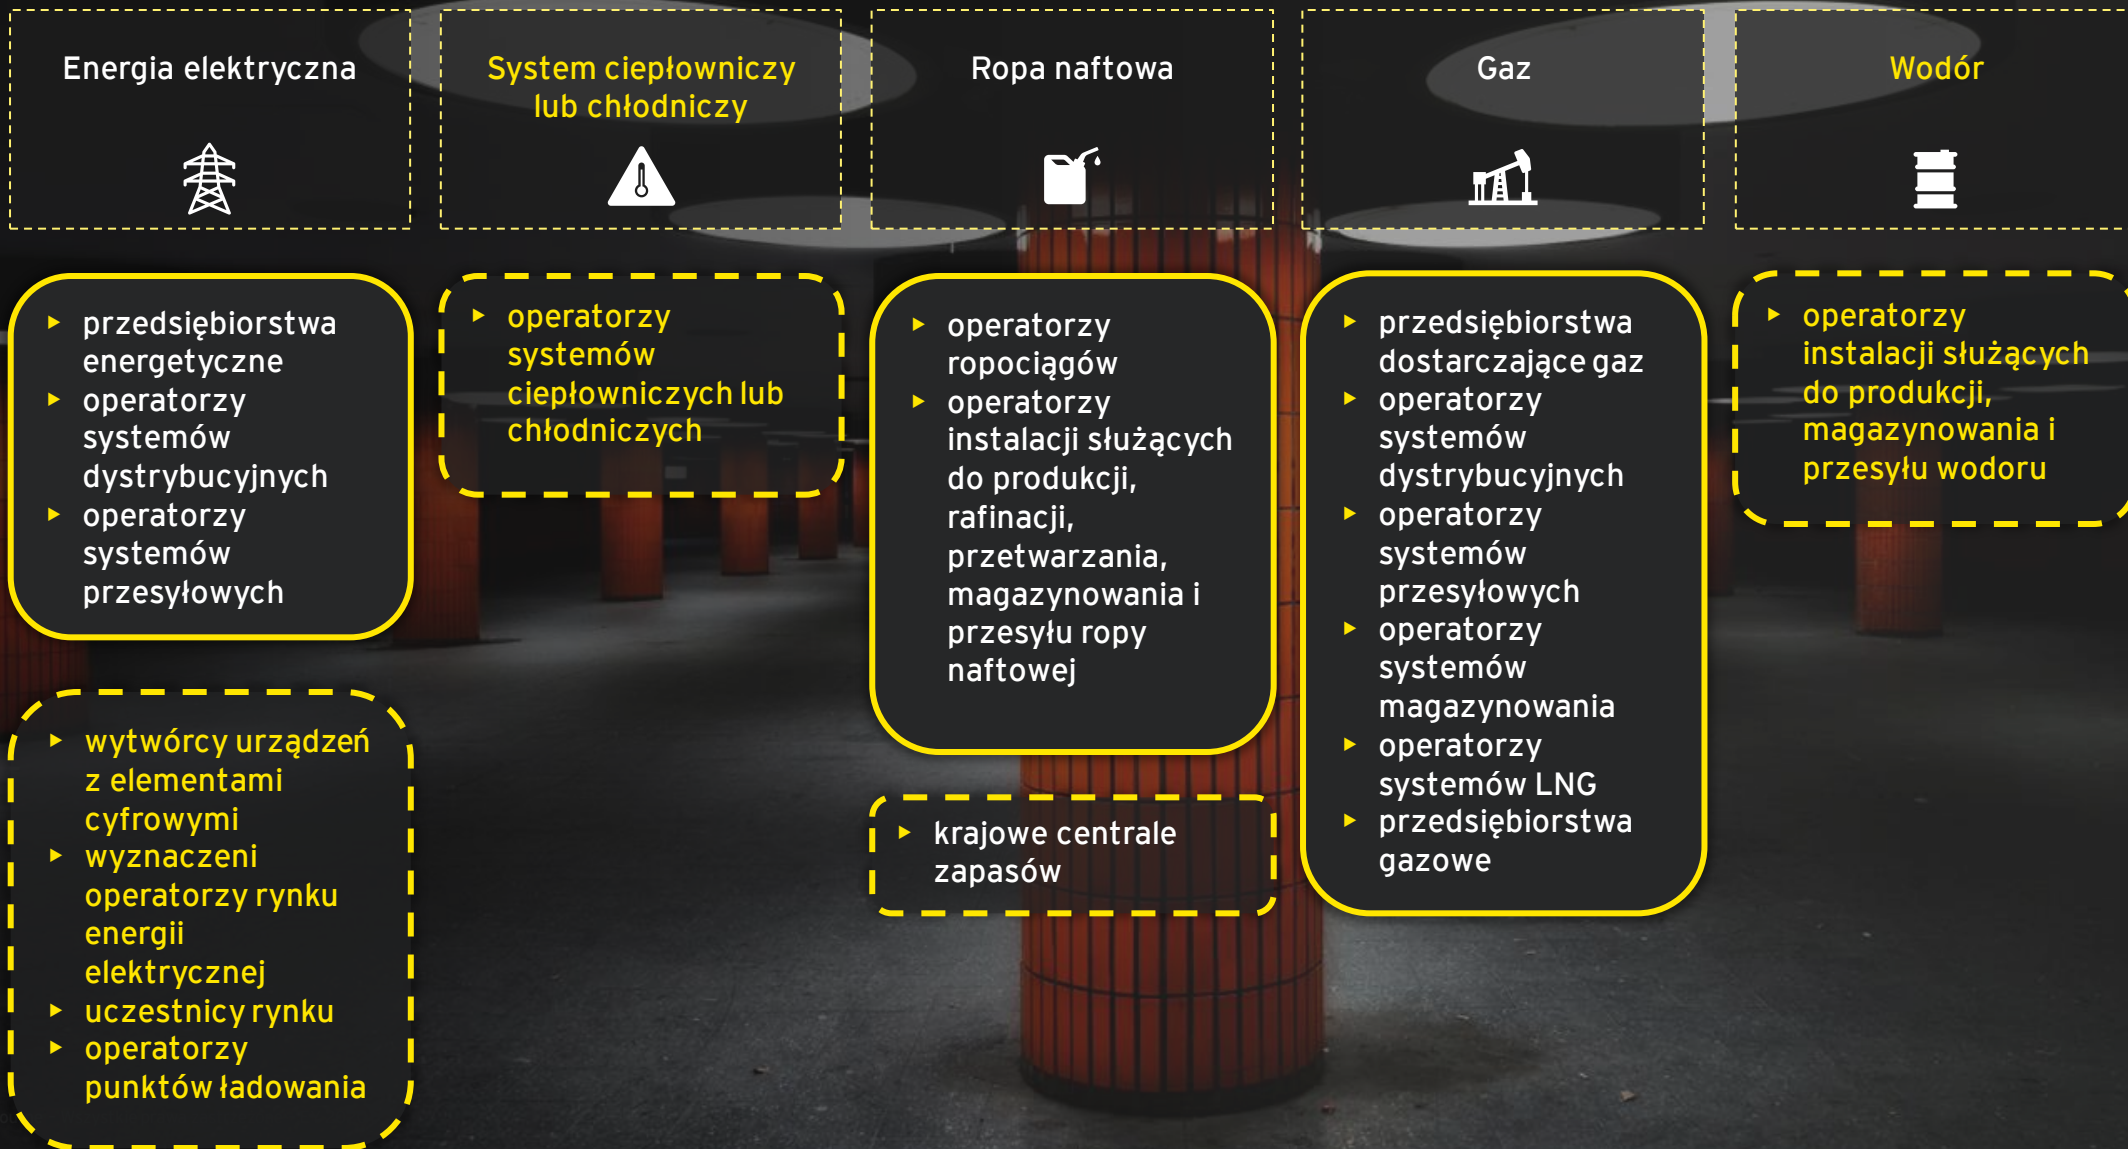 Energia elektryczna
przedsiębiorstwa
energetyczne
operatorzy
systemów
dystrybucyjnych
operatorzy
systemów
przesyłowych
wytwórcy urządzeń
z elementami
cyfrowymi
wyznaczeni
operatorzy rynku
energii
elektrycznej
uczestnicy rynku
operatorzy
punktów ładowania
System ciepłowniczy
lub chłodniczy
operatorzy
systemów
ciepłowniczych lub
chłodniczych
Ropa naftowa
operatorzy
ropociągów
operatorzy
instalacji służących
do produkcji,
rafinacji,
przetwarzania,
magazynowania i
przesyłu ropy
naftowej
krajowe centrale
zapasów
Gaz
przedsiębiorstwa
dostarczające gaz
operatorzy
systemów
dystrybucyjnych
operatorzy
systemów
przesyłowych
operatorzy
systemów
magazynowania
operatorzy
systemów LNG
przedsiębiorstwa
gazowe
Wodór
operatorzy
instalacji służących
do produkcji,
magazynowania i
przesyłu wodoru